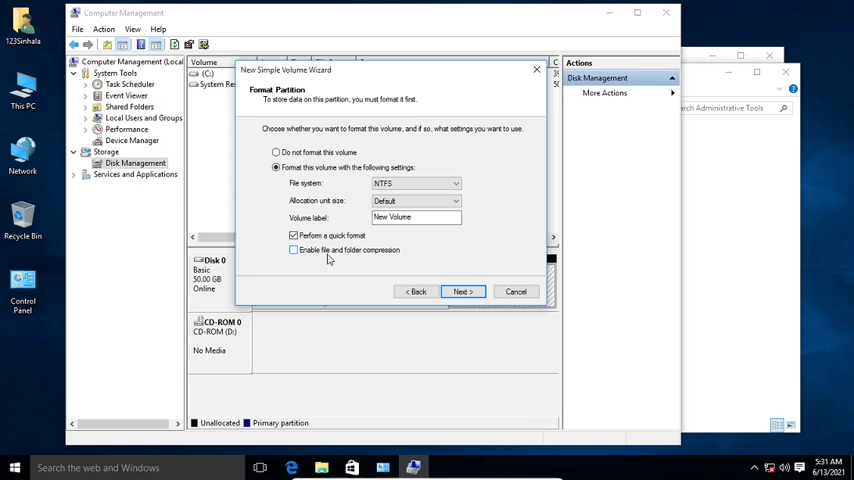 123Sinhala
This PC
Network
Recycle Bin
Control
Panel
Computer Management
File Action View Help
Computer Management (Local
System Tools
Task Scheduler
Event Viewer
Shared Folders
Local Users and Groups
Performance
Device Manager
Storage
Disk Management
Services and Applications
Volume
(C:)
System Res
Disk 0
Basic
50.00 GB
Online
CD-ROM 0
CD-ROM (D:)
No Media
Unallocated Primary partition
New Simple Volume Wizard
Format Partition
To store data on this partition, you must format it first.
Choose whether you want to format this volume, and if so, what settings you want to use.
Do not format this volume
Format this volume with the following settings:
File system: NTFS
Allocation unit size: Default
Volume label: New Volume
Perform a quick format
Enable file and folder compression
< Back Next > Cancel
Actions
Disk Management
More Actions
Administrative Tools
Search the web and Windows
5:31 AM
6/13/2021